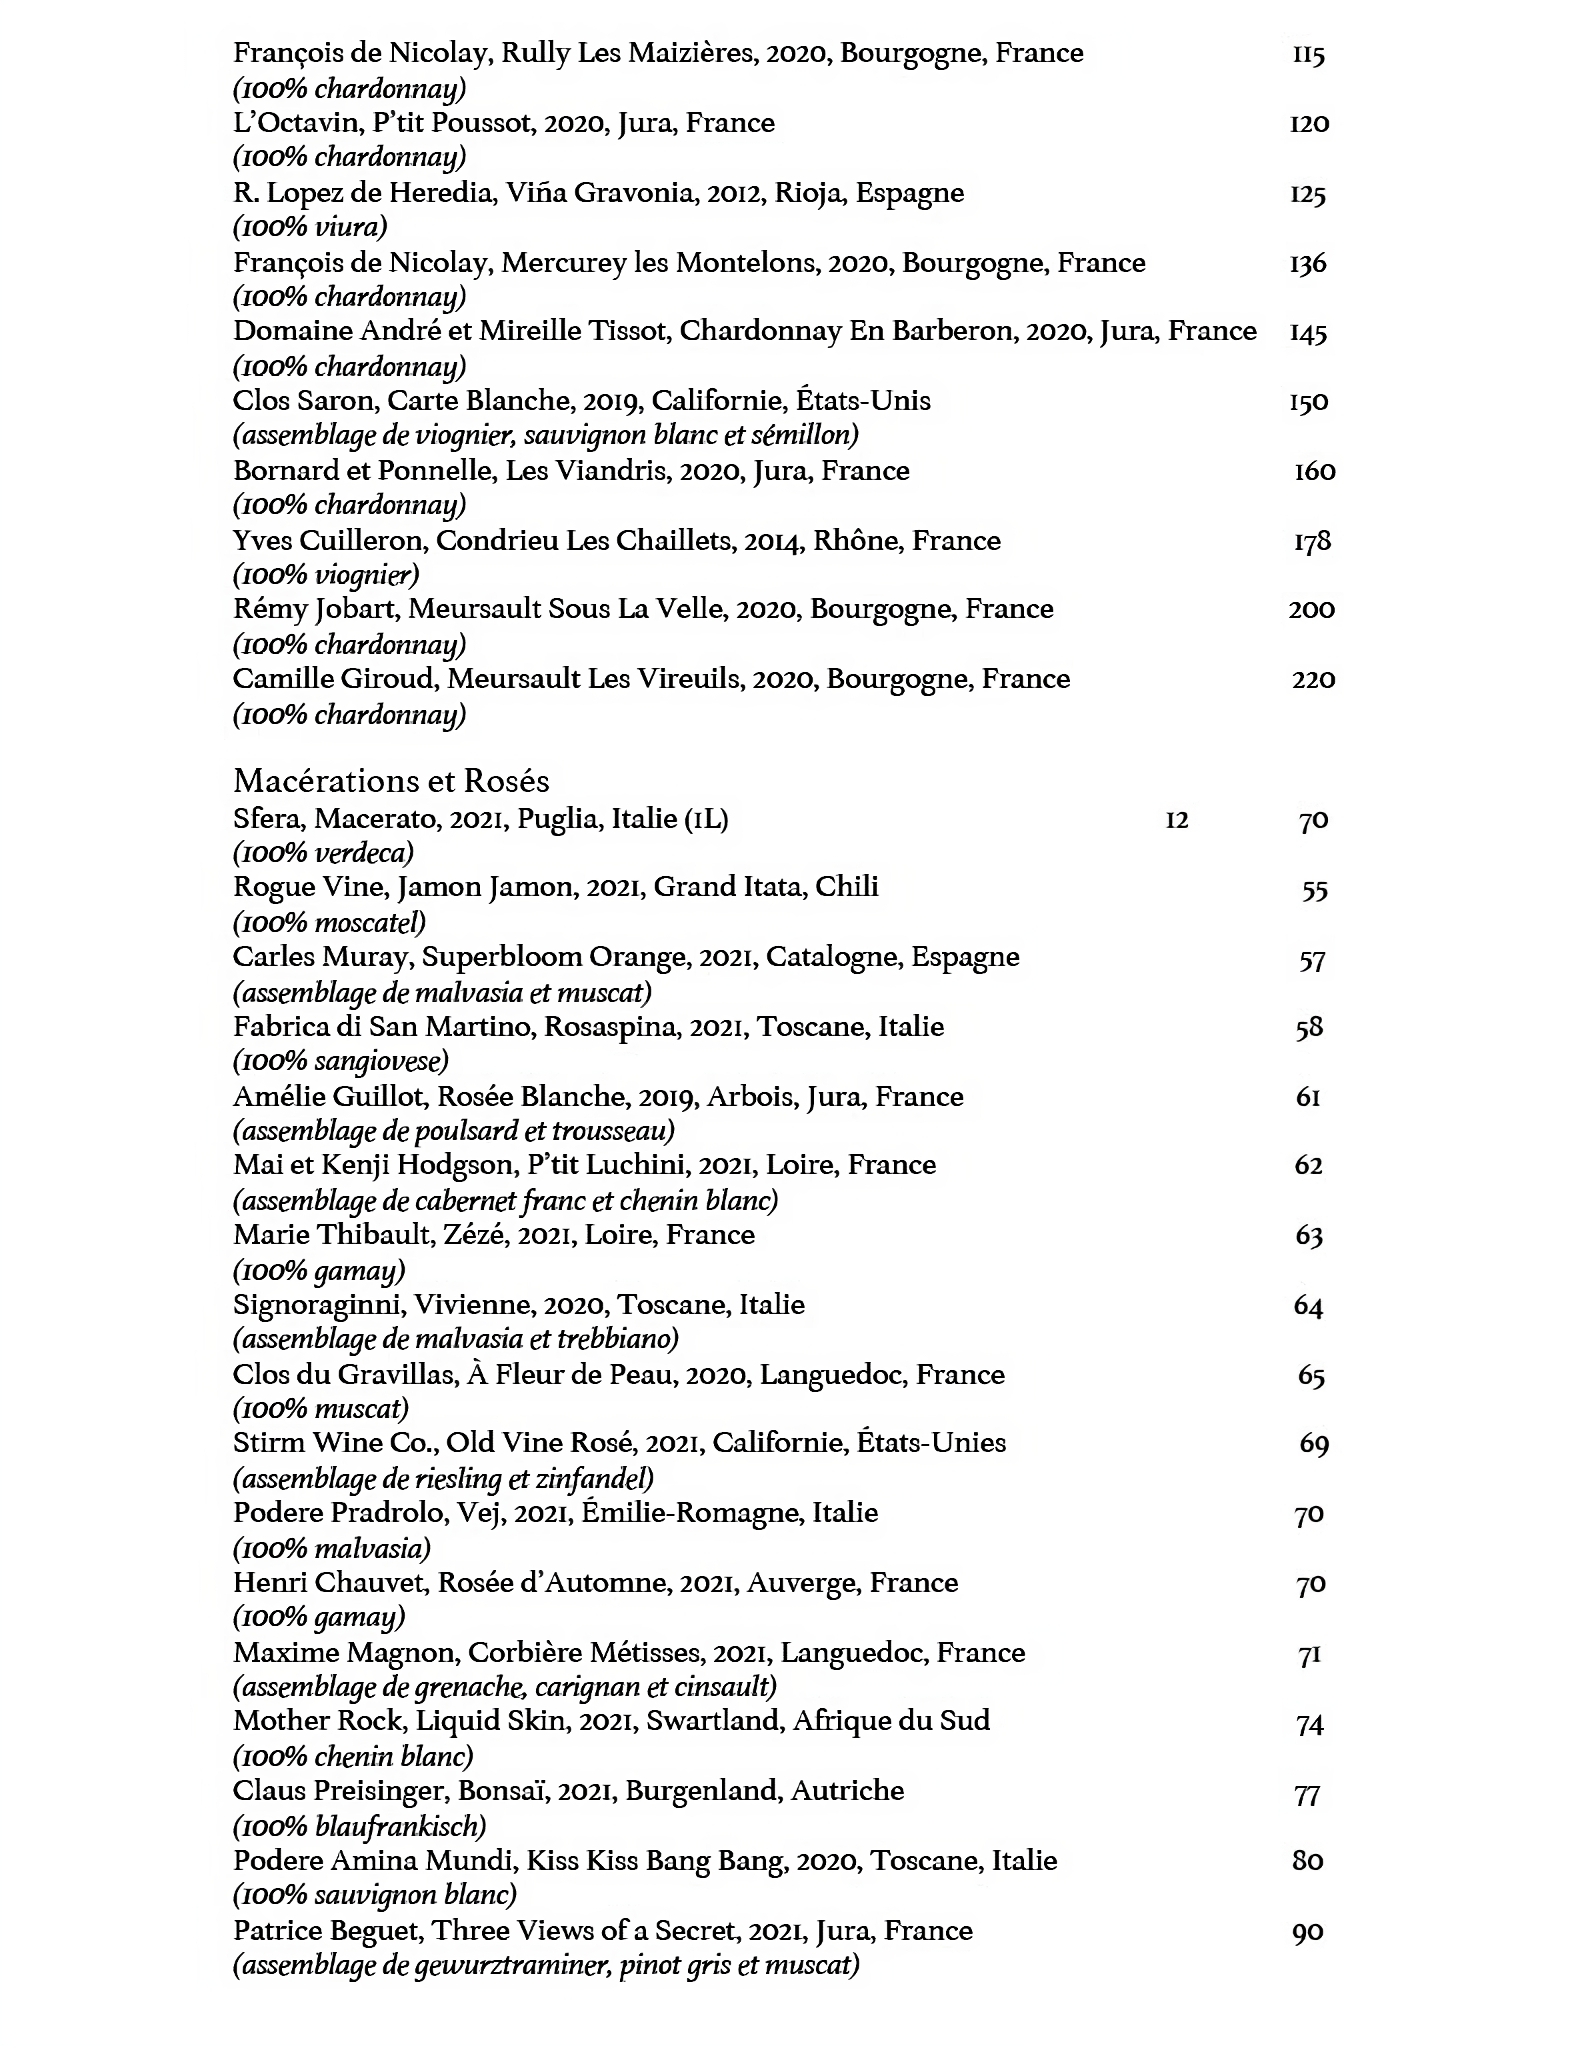 François de Nicolay, Rully Les Maizières, 2020, Bourgogne, France 115
(100% chardonnay)
L'Octavin, P'tit Poussot, 2020, Jura, France 120
(100% chardonnay)
R. Lopez de Heredia, Viña Gravonia, 2012, Rioja, Espagne 125
(100% viura)
François de Nicolay, Mercurey les Montelons, 2020, Bourgogne, France 136
(100% chardonnay)
Domaine André et Mireille Tissot, Chardonnay En Barberon, 2020, Jura, France 145
(100% chardonnay)
Clos Saron, Carte Blanche, 2019, Californie, États-Unis 150
(assemblage de viognier, sauvignon blanc et sémillon)
Bornard et Ponnelle, Les Viandris, 2020, Jura, France 160
(100% chardonnay)
Yves Cuilleron, Condrieu Les Chaillets, 2014, Rhône, France 178
(100% viognier)
Rémy Jobart, Meursault Sous La Velle, 2020, Bourgogne, France 200
(100% chardonnay)
Camille Giroud, Meursault Les Vireuils, 2020, Bourgogne, France 220
(100% chardonnay)
Macérations et Rosés
Sfera, Macerato, 2021, Puglia, Italie (1L) 12 70
(100% verdeca)
Rogue Vine, Jamon Jamon, 2021, Grand Itata, Chili 55
(100% moscatel)
Carles Muray, Superbloom Orange, 2021, Catalogne, Espagne 57
(assemblage de malvasia et muscat)
Fabrica di San Martino, Rosaspina, 2021, Toscane, Italie 58
(100% sangiovese)
Amélie Guillot, Rosée Blanche, 2019, Arbois, Jura, France 61
(assemblage de poulsard et trousseau)
Mai et Kenji Hodgson, P'tit Luchini, 2021, Loire, France 62
(assemblage de cabernet franc et chenin blanc)
Marie Thibault, Zézé, 2021, Loire, France 63
(100% gamay)
Signoraginni, Vivienne, 2020, Toscane, Italie 64
(assemblage de malvasia et trebbiano)
Clos du Gravillas, À Fleur de Peau, 2020, Languedoc, France 65
(100% muscat)
Stirm Wine Co., Old Vine Rosé, 2021, Californie, États-Unies 69
(assemblage de riesling et zinfandel)
Podere Pradrolo, Vej, 2021, Émilie-Romagne, Italie 70
(100% malvasia)
Henri Chauvet, Rosée d'Automne, 2021, Auverge, France 70
(100% gamay)
Maxime Magnon, Corbière Métisses, 2021, Languedoc, France 71
(assemblage de grenache, carignan et cinsault)
Mother Rock, Liquid Skin, 2021, Swartland, Afrique du Sud 74
(100% chenin blanc)
Claus Preisinger, Bonsaï, 2021, Burgenland, Autriche 77
(100% blaufrankisch)
Podere Amina Mundi, Kiss Kiss Bang Bang, 2020, Toscane, Italie 80
(100% sauvignon blanc)
Patrice Beguet, Three Views of a Secret, 2021, Jura, France 90
(assemblage de gewurztraminer, pinot gris et muscat)